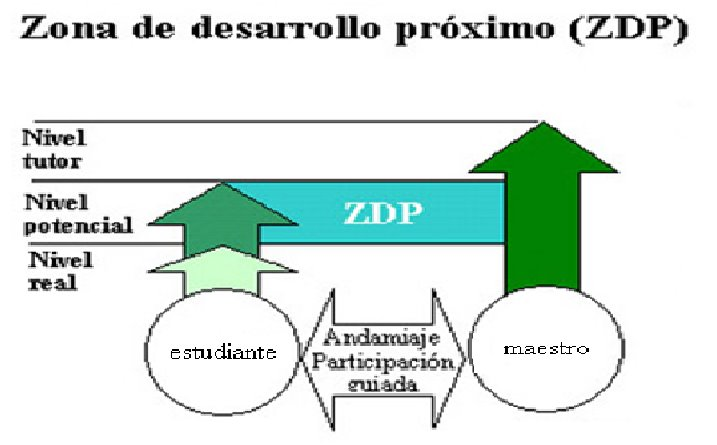 Zona de desarrollo próximo (ZDP)
Nivel
tutor
Nivel
potencial
ZDP
Nivel
real
estudiante
Andamiaje
Participación
guiada
maestro